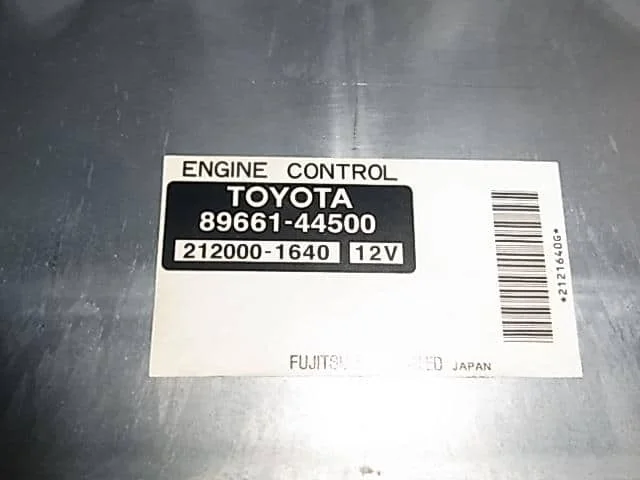 ENGINE CONTROL
TOYOTA
89661-44500
212000-1640 12V
*2121640G*
JAPAN